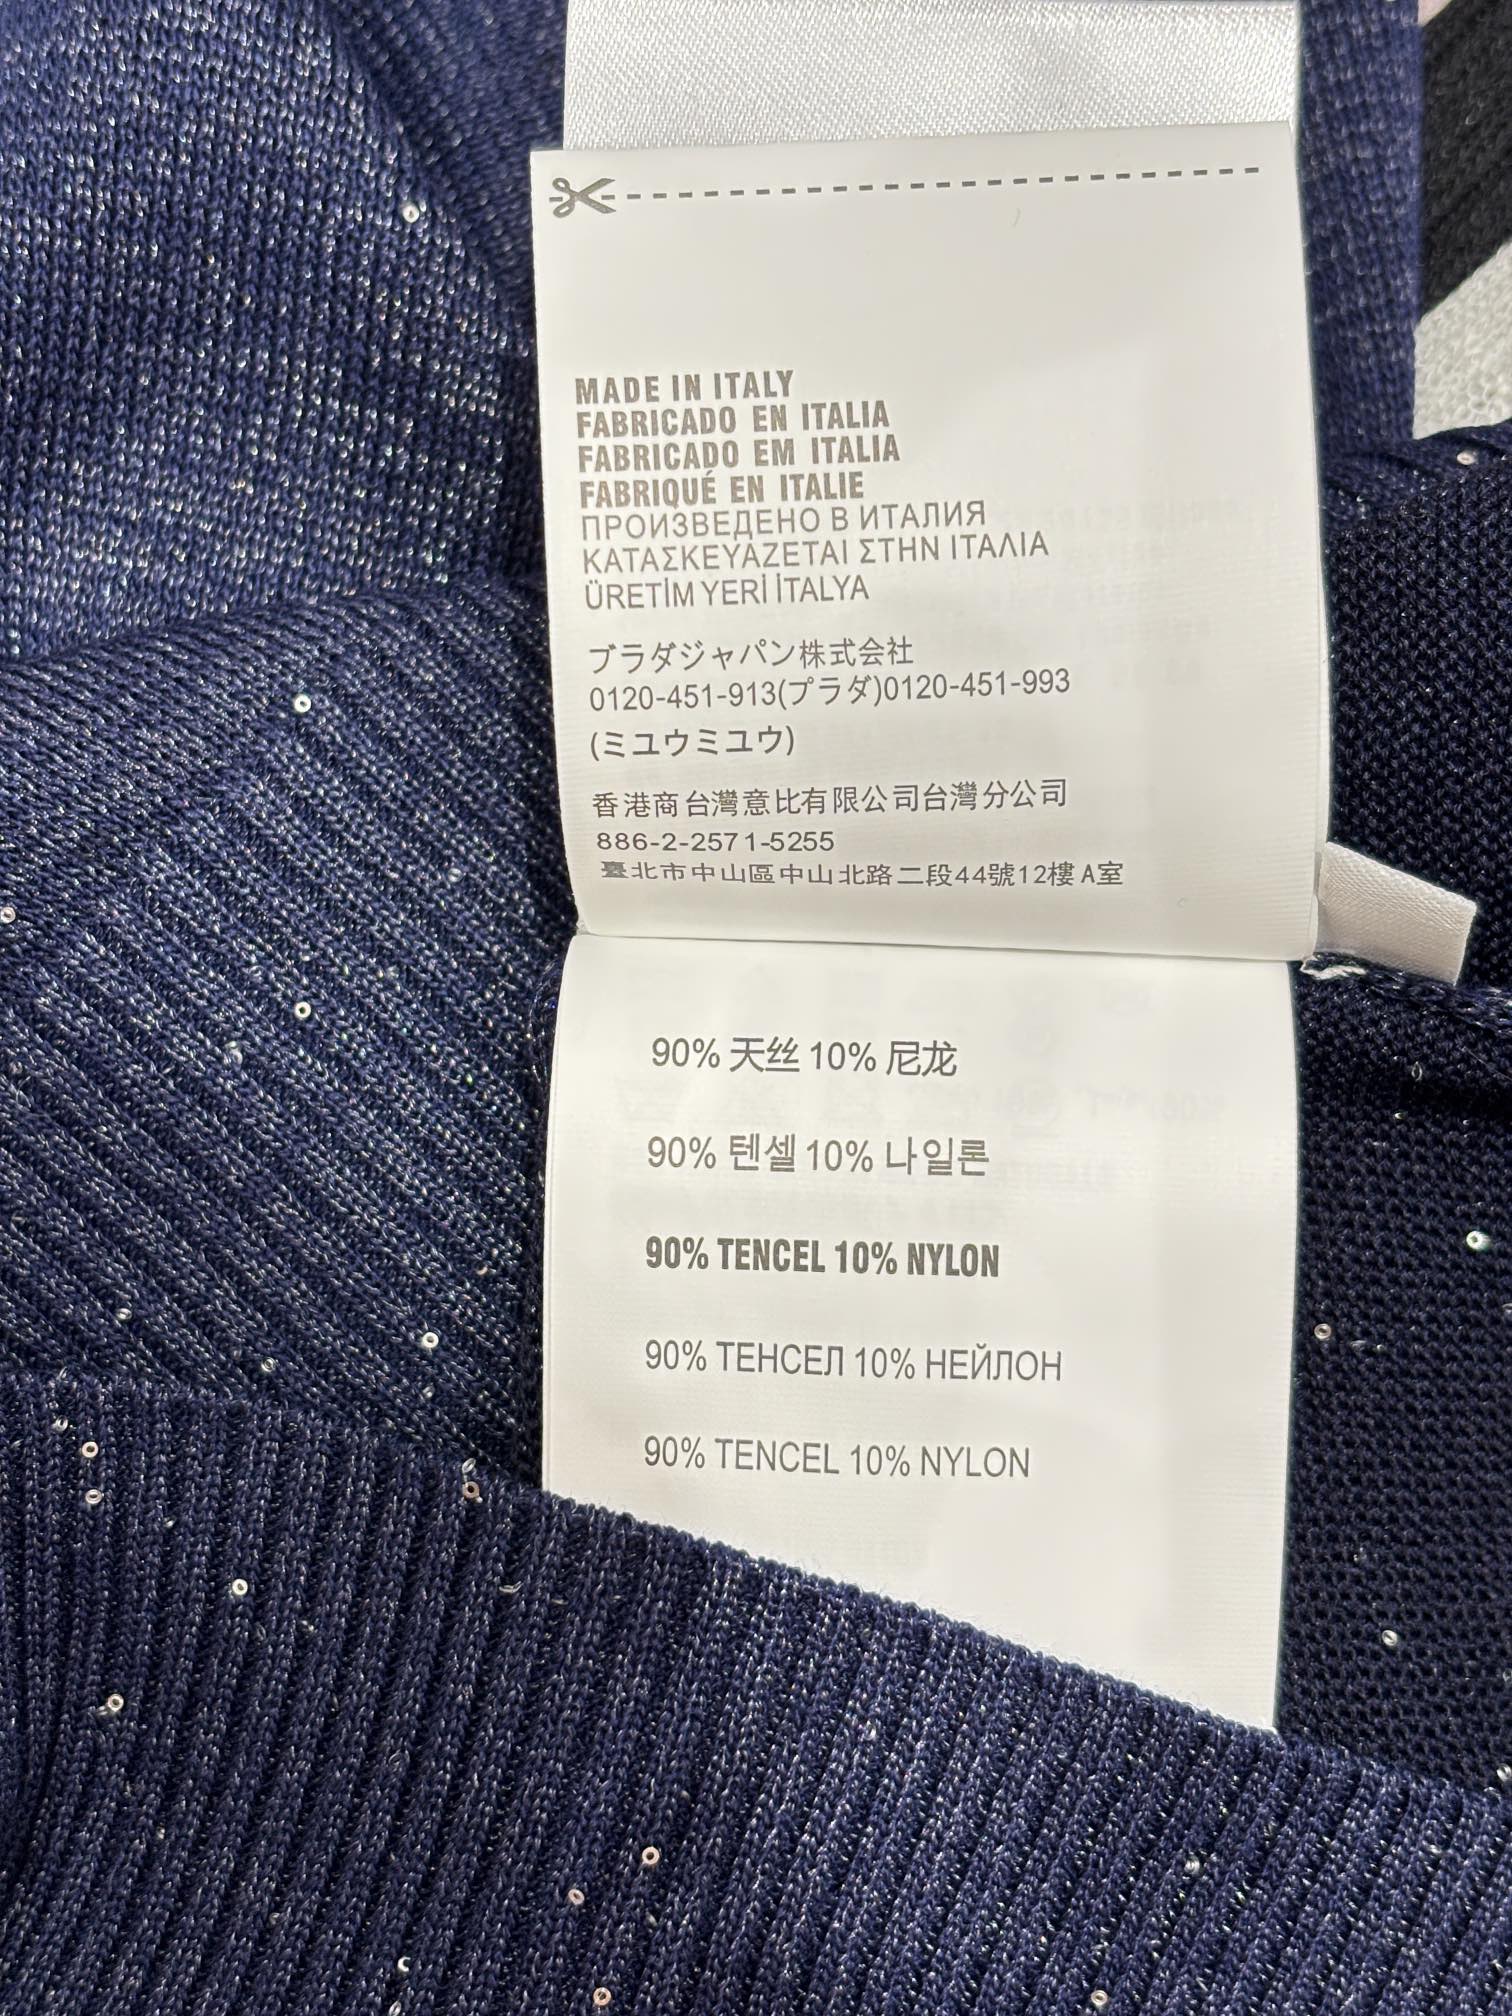 MADE IN ITALY
FABRICADO EN ITALIA
FABRICADO EM ITALIA
FABRIQUÉ EN ITALIE
ПРОИЗВЕДЕНО В ИТАЛИЯ
ΚΑΤΑΣΚΕΥΑΖΕΤΑΙ ΣΤΗΝ ΙΤΑΛΙΑ
ÜRETİM YERİ İTALYA
プラダジャパン株式会社
0120-451-913(プラダ)0120-451-993
(ミユウミユウ)
香港商台灣意比有限公司台灣分公司
886-2-2571-5255
臺北市中山區中山北路二段44號12樓A室
90% 天丝 10% 尼龙
90% 텐셀 10% 나일론
90% TENCEL 10% NYLON
90% ТЕНСЕЛ 10% НЕЙЛОН
90% TENCEL 10% NYLON